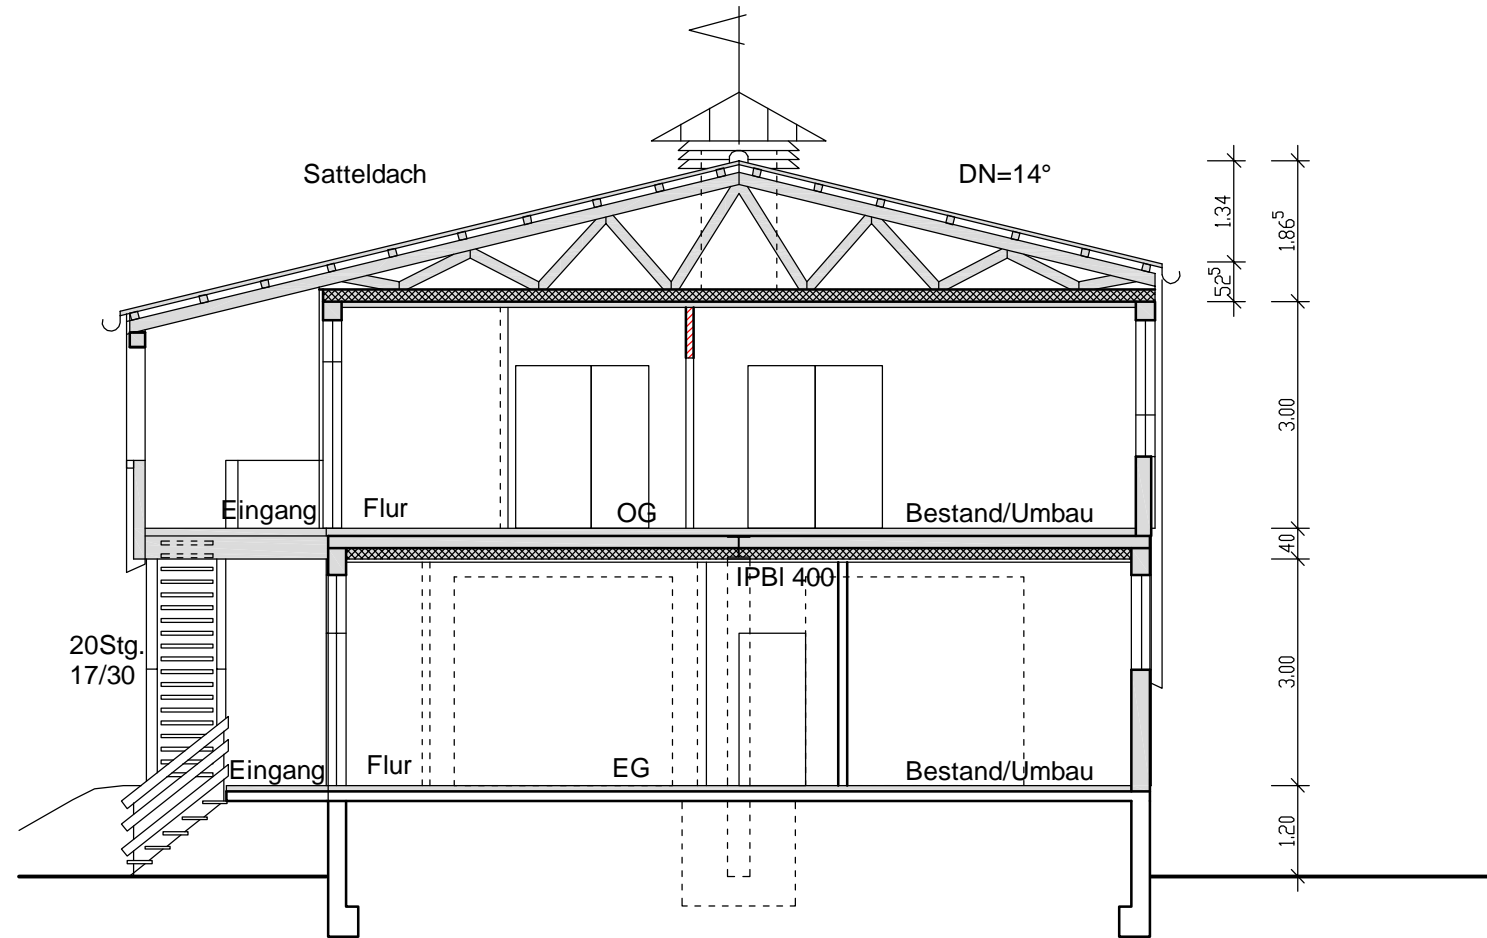 Satteldach
DN=14°
1.34
1.86⁵
52⁵
3.00
Eingang
Flur
OG
Bestand/Umbau
40
IPBI 400
20Stg.
17/30
3.00
Eingang
Flur
EG
Bestand/Umbau
1.20